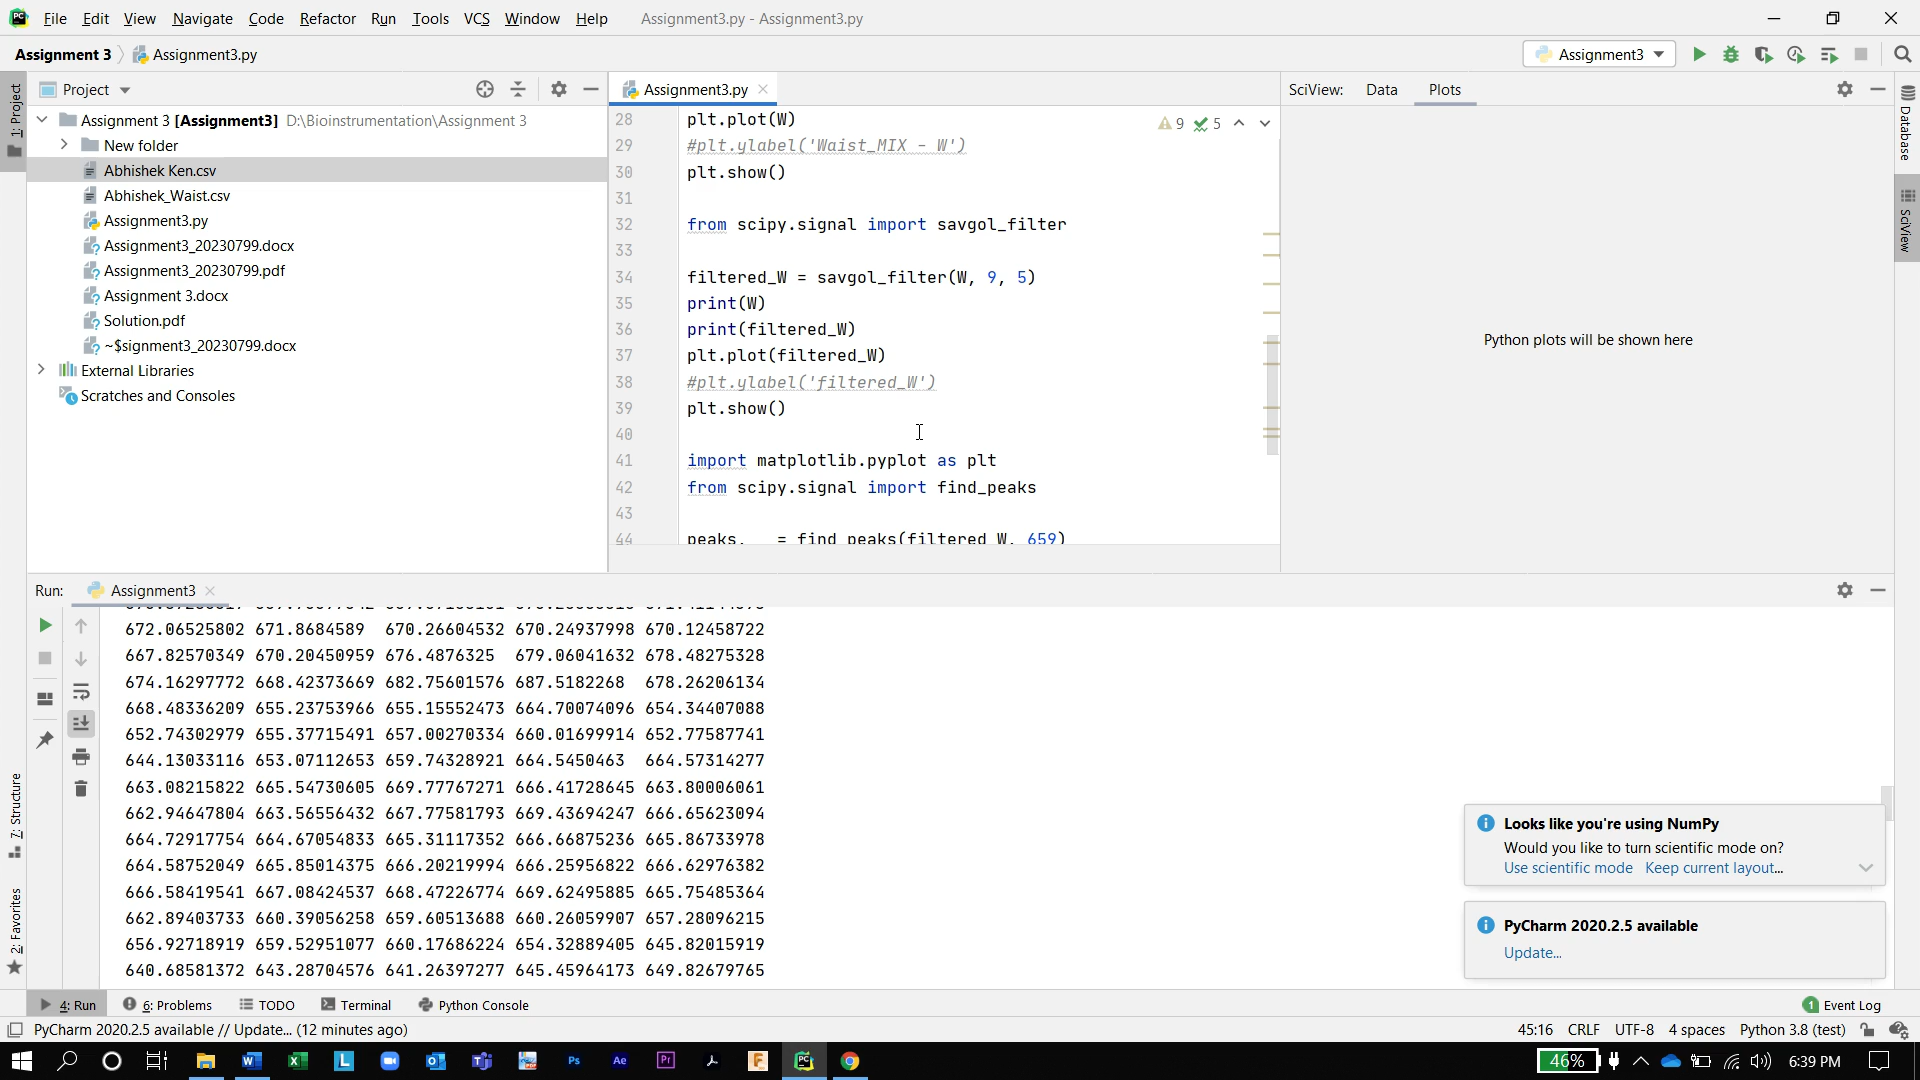 File Edit View Navigate Code Refactor Run Tools VCS Window Help Assignment3.py - Assignment3.py
Assignment 3 Assignment3.py Assignment3
1: Project
Project
Assignment 3 [Assignment3] D:\Bioinstrumentation\Assignment 3
New folder
Abhishek Ken.csv
Abhishek_Waist.csv
Assignment3.py
Assignment3_20230799.docx
Assignment3_20230799.pdf
Assignment 3.docx
Solution.pdf
~$signment3_20230799.docx
External Libraries
Scratches and Consoles
Assignment3.py
9 5
28 plt.plot(W)
29 #plt.ylabel('Waist_MIX - W')
30 plt.show()
31
32 from scipy.signal import savgol_filter
33
34 filtered_W = savgol_filter(W, 9, 5)
35 print(W)
36 print(filtered_W)
37 plt.plot(filtered_W)
38 #plt.ylabel('filtered_W')
39 plt.show()
40
41 import matplotlib.pyplot as plt
42 from scipy.signal import find_peaks
43
44 peaks, _ = find_peaks(filtered_W, 659)
SciView: Data Plots
Python plots will be shown here
Database
SciView
Run: Assignment3
672.06525802 671.8684589 670.26604532 670.24937998 670.12458722
667.82570349 670.20450959 676.4876325 679.06041632 678.48275328
674.16297772 668.42373669 682.75601576 687.5182268 678.26206134
668.48336209 655.23753966 655.15552473 664.70074096 654.34407088
652.74302979 655.37715491 657.00270334 660.01699914 652.77587741
644.13033116 653.07112653 659.74328921 664.5450463 664.57314277
663.08215822 665.54730605 669.77767271 666.41728645 663.80006061
662.94647804 663.56556432 667.77581793 669.43694247 666.65623094
664.72917754 664.67054833 665.31117352 666.66875236 665.86733978
664.58752049 665.85014375 666.20219994 666.25956822 666.62976382
666.58419541 667.08424537 668.47226774 669.62495885 665.75485364
662.89403733 660.39056258 659.60513688 660.26059907 657.28096215
656.92718919 659.52951077 660.17686224 654.32889405 645.82015919
640.68581372 643.28704576 641.26397277 645.45964173 649.82679765
7: Structure
2: Favorites
Looks like you're using NumPy
Would you like to turn scientific mode on?
Use scientific mode Keep current layout...
PyCharm 2020.2.5 available
Update...
4: Run 6: Problems TODO Terminal Python Console 1 Event Log
PyCharm 2020.2.5 available // Update... (12 minutes ago) 45:16 CRLF UTF-8 4 spaces Python 3.8 (test)
46% 6:39 PM